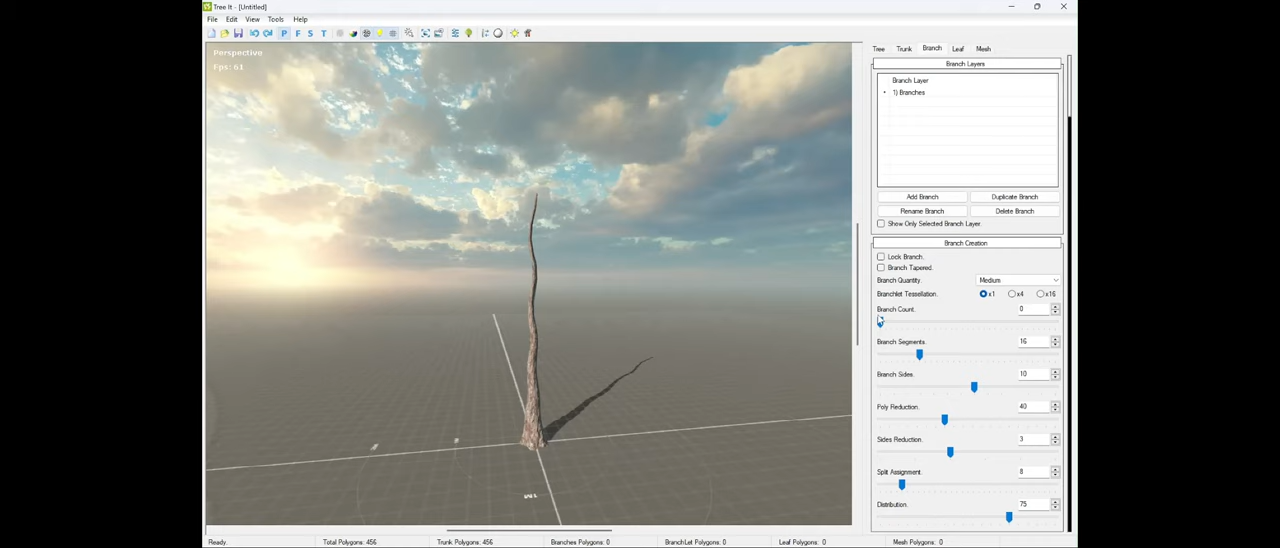 Tree It - [Untitled]
File Edit View Tools Help
P F S T
Perspective
Fps: 61
Tree Trunk Branch Leaf Mesh
Branch Layers
Branch Layer
1) Branches
Add Branch Duplicate Branch
Rename Branch Delete Branch
Show Only Selected Branch Layer.
Branch Creation
Lock Branch.
Branch Tapered.
Branch Quantity. Medium
Branchlet Tessellation. x1 x4 x16
Branch Count. 0
Branch Segments. 16
Branch Sides. 10
Poly Reduction. 40
Sides Reduction. 3
Split Assignment. 8
Distribution. 75
Ready. Total Polygons: 456 Trunk Polygons: 456 Branches Polygons: 0 BranchLet Polygons: 0 Leaf Polygons: 0 Mesh Polygons: 0